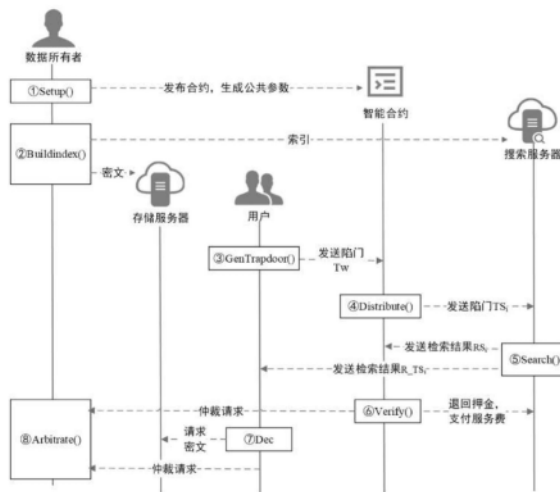 数据所有者
①Setup()
发布合约，生成公共参数
智能合约
②Buildindex()
索引
搜索服务器
密文
存储服务器
用户
③GenTrapdoor()
发送陷门
Tw
④Distribute()
发送陷门TSᵢ
发送检索结果RSᵢ
⑤Search()
发送检索结果R_TSᵢ
仲裁请求
⑥Verify()
退回押金，
支付服务费
⑧Arbitrate()
请求
密文
⑦Dec
仲裁请求